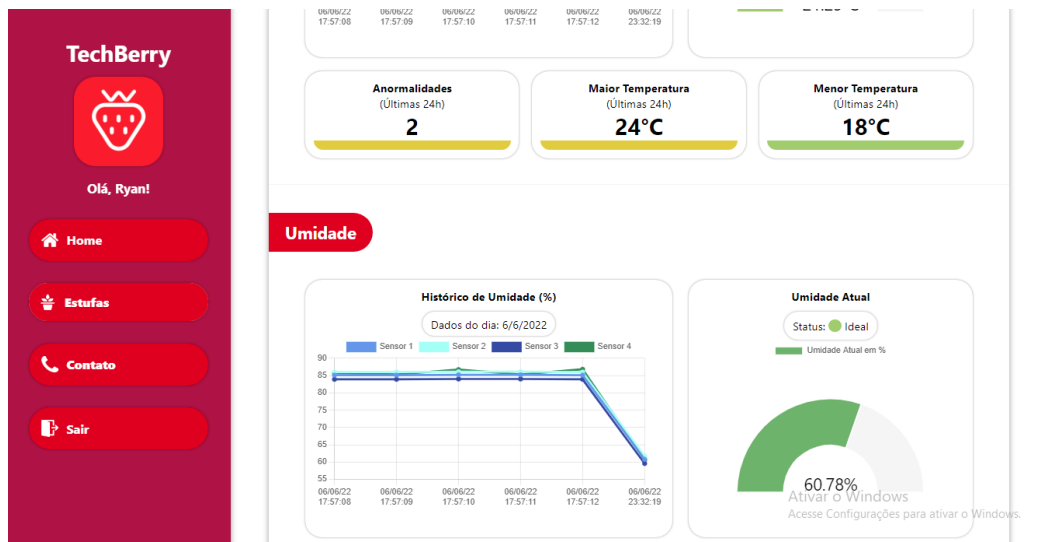 TechBerry
Olá, Ryan!
Home
Estufas
Contato
Sair
06/06/22 06/06/22 06/06/22 06/06/22 06/06/22 06/06/22
17:57:08 17:57:09 17:57:10 17:57:11 17:57:12 23:32:19
Anormalidades
(Últimas 24h)
2
Maior Temperatura
(Últimas 24h)
24°C
Menor Temperatura
(Últimas 24h)
18°C
Umidade
Histórico de Umidade (%)
Dados do dia: 6/6/2022
Sensor 1 Sensor 2 Sensor 3 Sensor 4
90
85
80
75
70
65
60
55
06/06/22 06/06/22 06/06/22 06/06/22 06/06/22 06/06/22
17:57:08 17:57:09 17:57:10 17:57:11 17:57:12 23:32:19
Umidade Atual
Status: Ideal
Umidade Atual em %
60.78%
Ativar o Windows
Acesse Configurações para ativar o Windows.